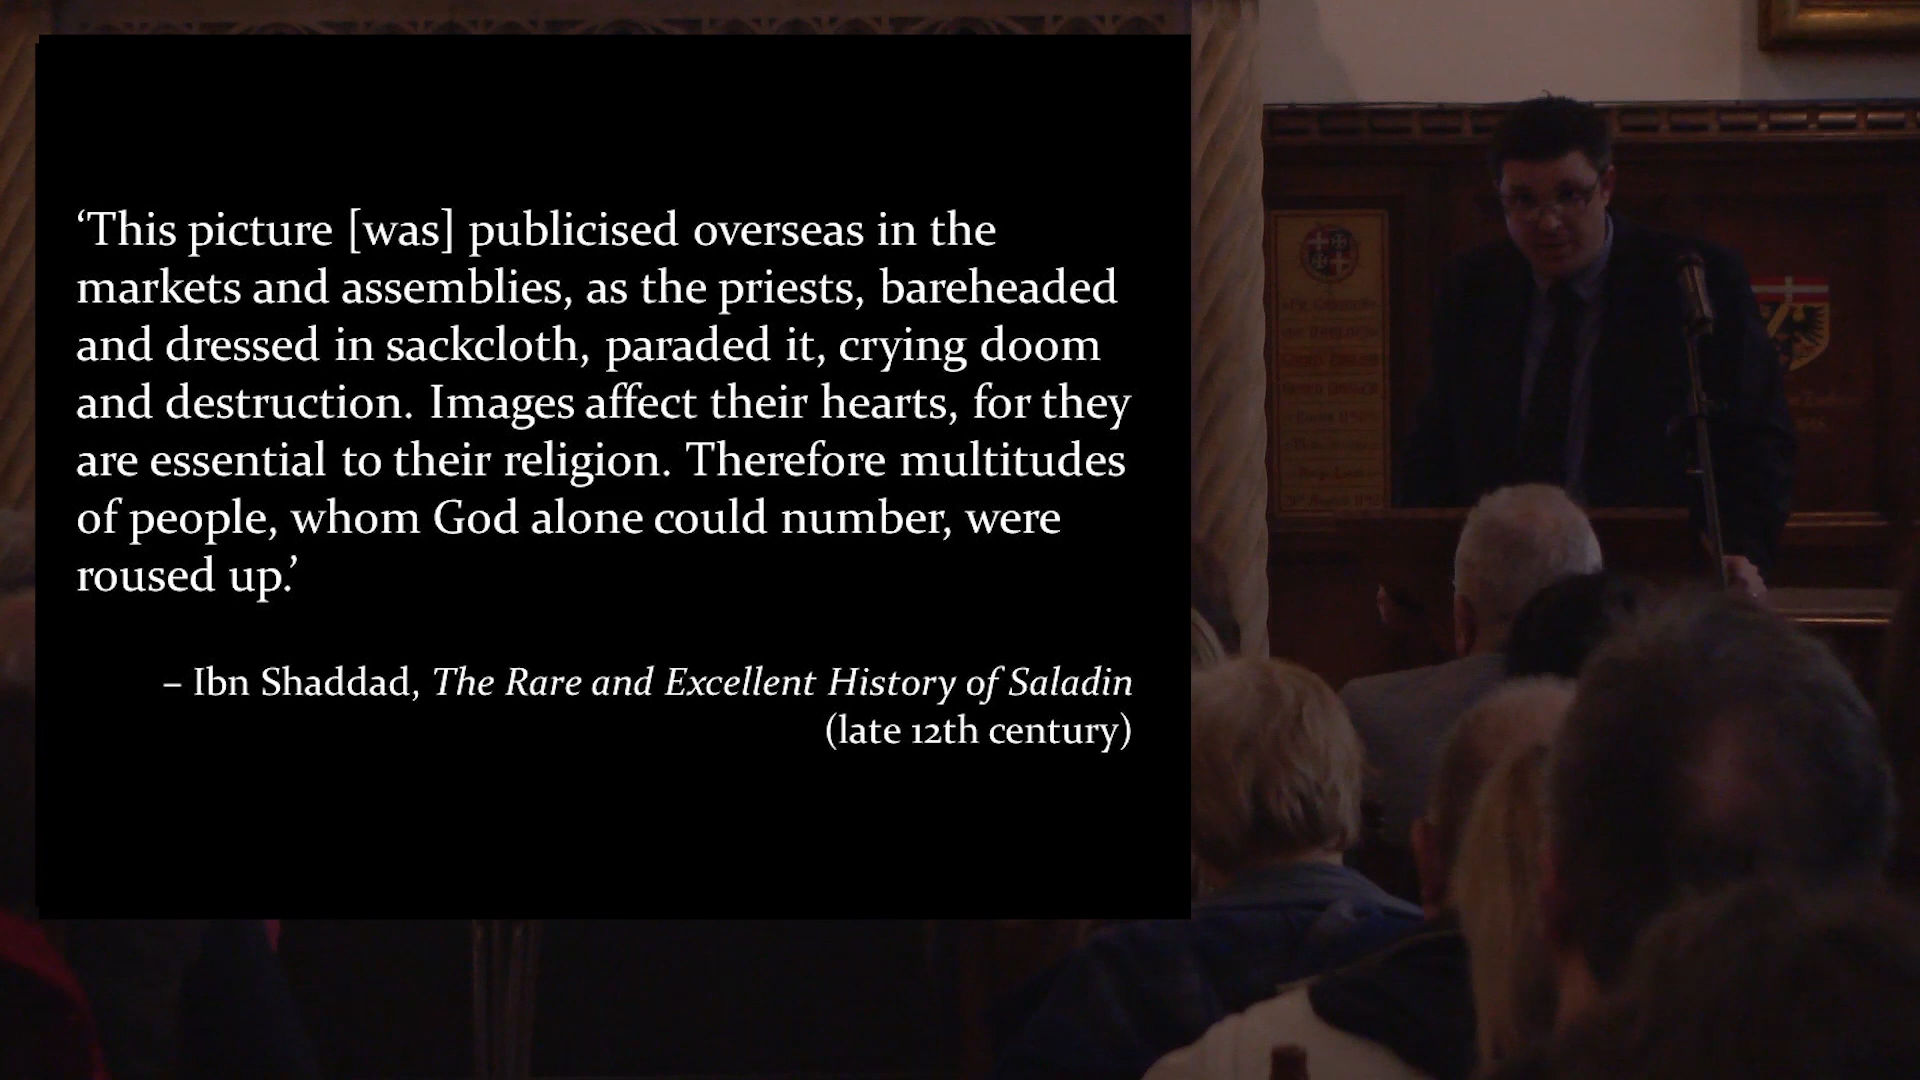 ‘This picture [was] publicised overseas in the
markets and assemblies, as the priests, bareheaded
and dressed in sackcloth, paraded it, crying doom
and destruction. Images affect their hearts, for they
are essential to their religion. Therefore multitudes
of people, whom God alone could number, were
roused up.’
– Ibn Shaddad, The Rare and Excellent History of Saladin
(late 12th century)